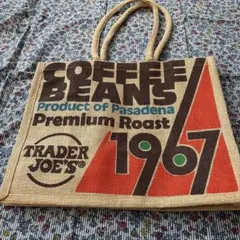 COFFEE
BEANS
Product of Pasadena
Premium Roast
TRADER
JOE'S®
1967